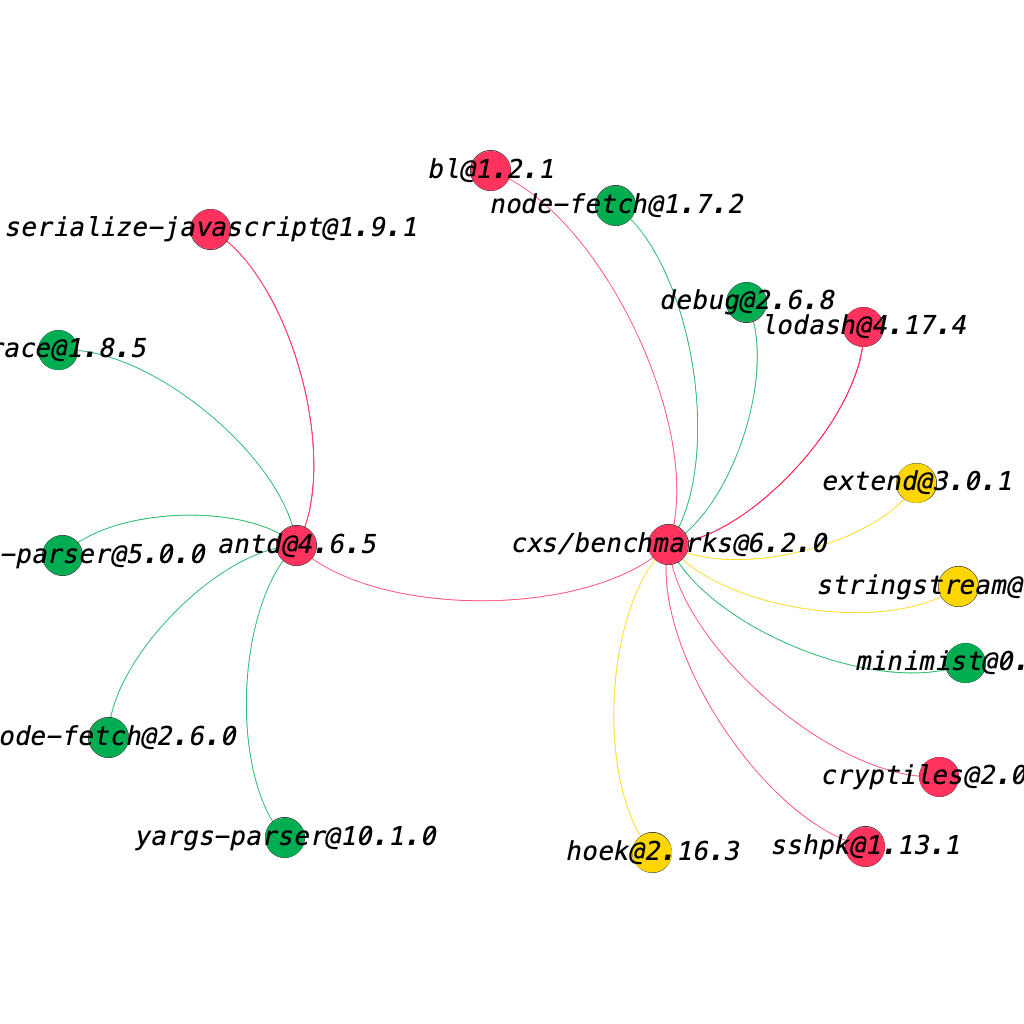 bl@1.2.1
node-fetch@1.7.2
serialize-javascript@1.9.1
debug@2.6.8
lodash@4.17.4
race@1.8.5
extend@3.0.1
antd@4.6.5
cxs/benchmarks@6.2.0
-parser@5.0.0
stringstream@
minimist@0.
ode-fetch@2.6.0
cryptiles@2.0
yargs-parser@10.1.0
hoek@2.16.3
sshpk@1.13.1